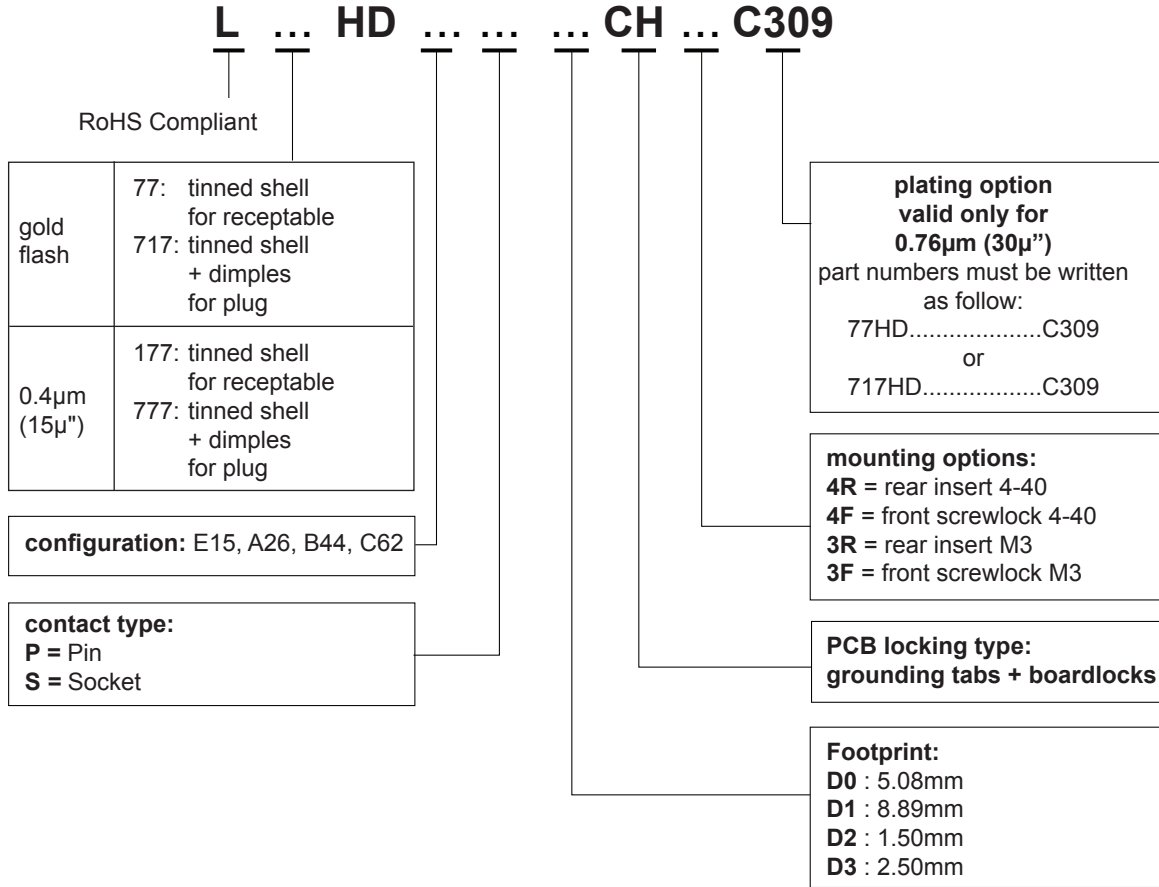 L ... HD ... ... ... CH ... C309
RoHS Compliant
gold
flash
77: tinned shell
for receptable
717: tinned shell
+ dimples
for plug
0.4µm
(15µ")
177: tinned shell
for receptable
777: tinned shell
+ dimples
for plug
configuration: E15, A26, B44, C62
contact type:
P = Pin
S = Socket
plating option
valid only for
0.76µm (30µ”)
part numbers must be written
as follow:
77HD....................C309
or
717HD..................C309
mounting options:
4R = rear insert 4-40
4F = front screwlock 4-40
3R = rear insert M3
3F = front screwlock M3
PCB locking type:
grounding tabs + boardlocks
Footprint:
D0 : 5.08mm
D1 : 8.89mm
D2 : 1.50mm
D3 : 2.50mm